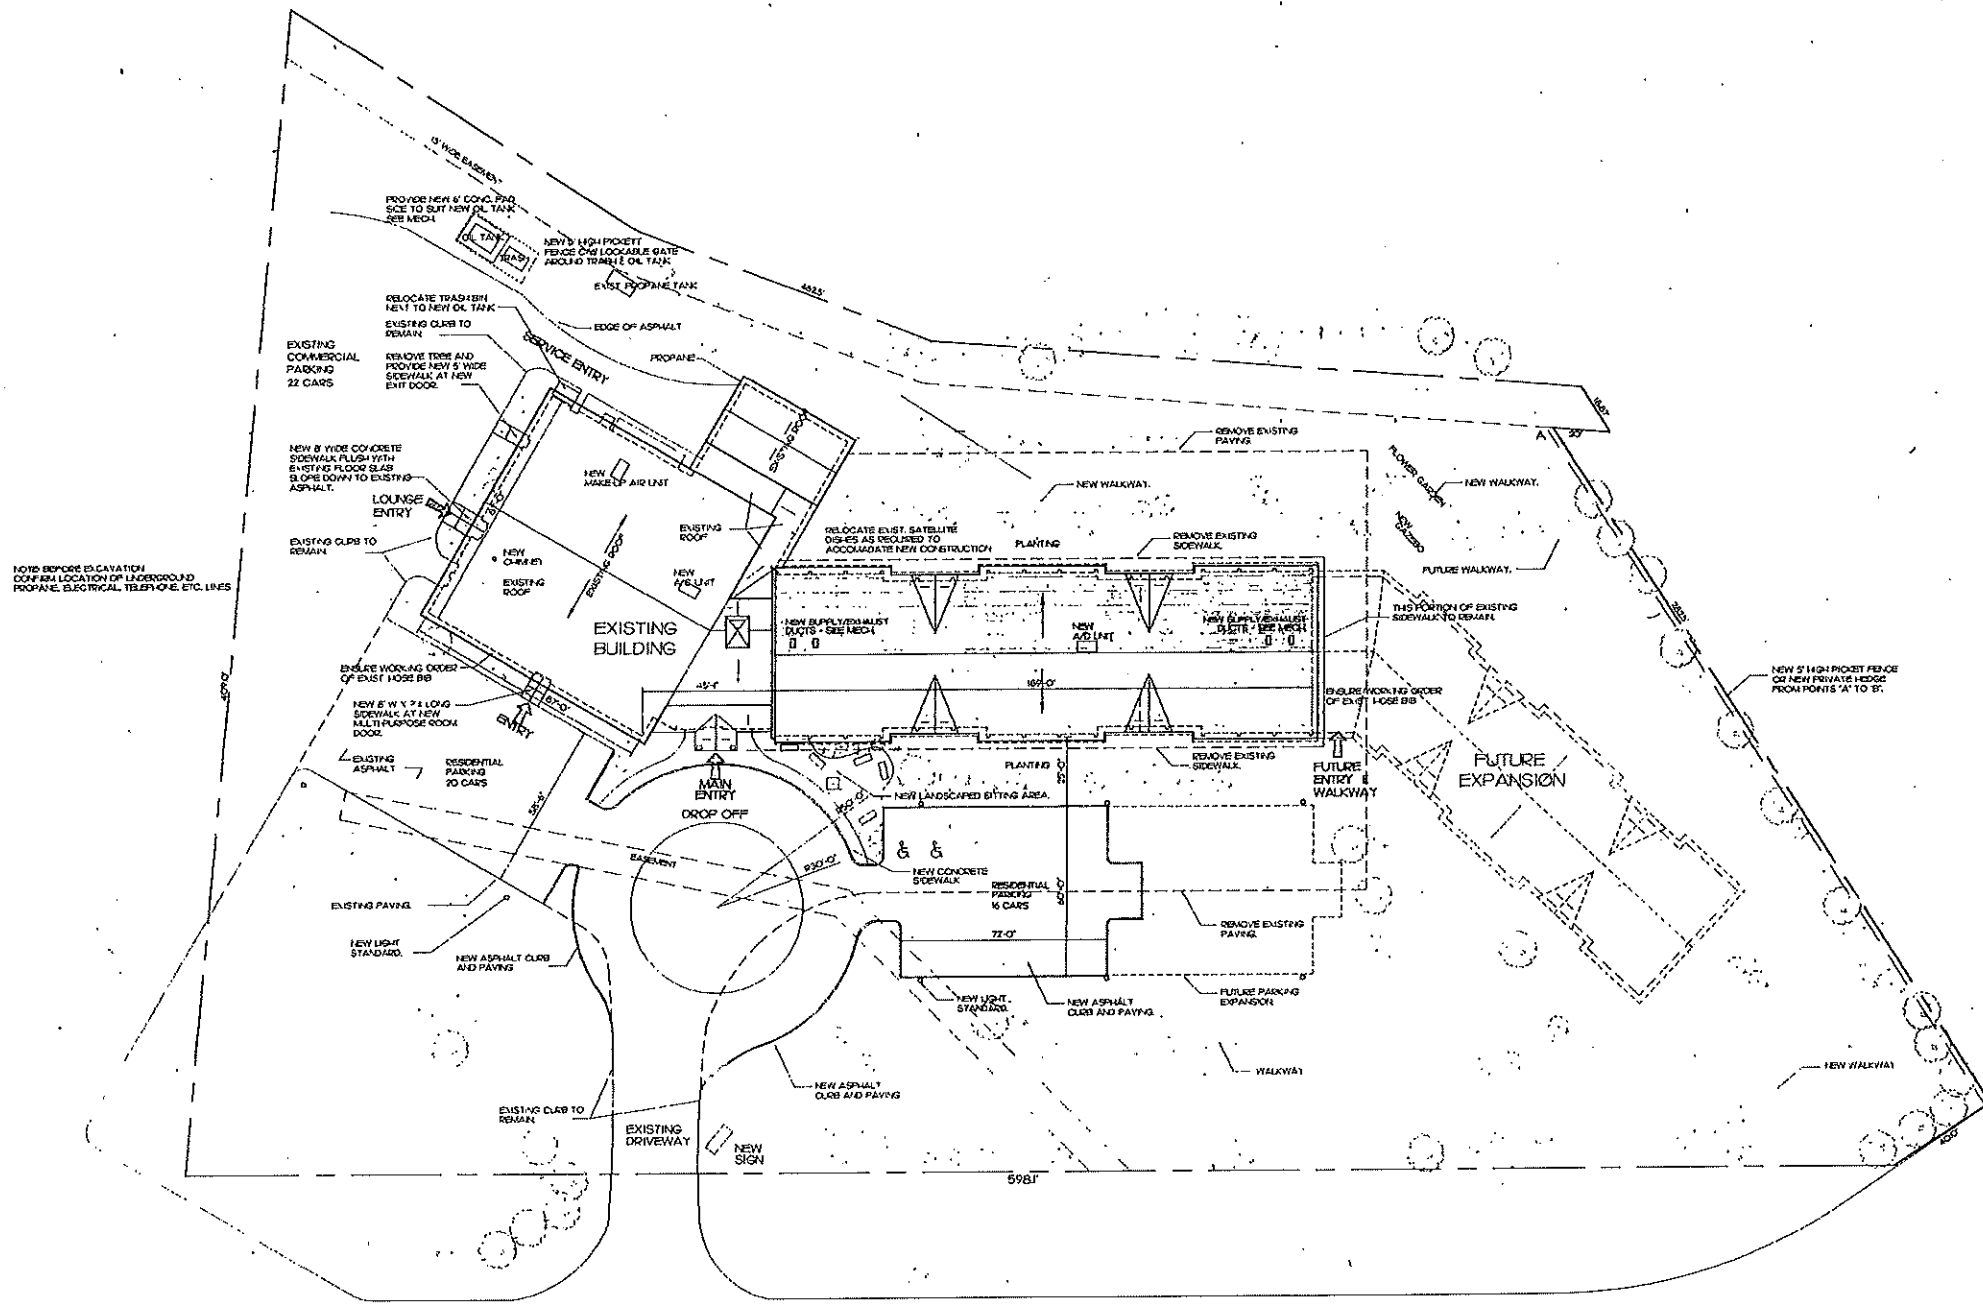 15' WIDE EASEMENT
PROVIDE NEW 6" CONC. PAD
SIZE TO SUIT NEW OIL TANK
SEE MECH.
OIL TANK
TRASH
NEW 5' HIGH PICKETT
FENCE C/W LOCKABLE GATE
AROUND TRASH & OIL TANK
EXIST. PROPANE TANK
462.5'
RELOCATE TRASH BIN
NEXT TO NEW OIL TANK
EXISTING CURB TO
REMAIN.
EDGE OF ASPHALT
SERVICE ENTRY
PROPANE
EXISTING
COMMERCIAL
PARKING
22 CARS
REMOVE TREE AND
PROVIDE NEW 5' WIDE
SIDEWALK AT NEW
EXIT DOOR.
EXISTING ROOF
REMOVE EXISTING
PAVING
A
FLOWER GARDEN
NEW WALKWAY.
NEW WALKWAY.
NEW
GAZEBO
FUTURE WALKWAY.
NEW 8' WIDE CONCRETE
SIDEWALK FLUSH WITH
EXISTING FLOOR SLAB
SLOPE DOWN TO EXISTING
ASPHALT.
LOUNGE
ENTRY
EXISTING CURB TO
REMAIN.
NEW
MAKE-UP AIR UNIT
EXISTING
ROOF
RELOCATE EXIST. SATELLITE
DISHES AS REQUIRED TO
ACCOMADATE NEW CONSTRUCTION
PLANTING
REMOVE EXISTING
SIDEWALK.
NOTE: BEFORE EXCAVATION
CONFIRM LOCATION OF UNDERGROUND
PROPANE, ELECTRICAL, TELEPHONE, ETC. LINES
NEW
CHIMNEY
EXISTING
ROOF
EXISTING ROOF
NEW
A/C UNIT
EXISTING
BUILDING
NEW SUPPLY/EXHAUST
DUCTS - SEE MECH.
NEW
A/C UNIT
NEW SUPPLY/EXHAUST
DUCTS - SEE MECH.
THIS PORTION OF EXISTING
SIDEWALK TO REMAIN.
NEW 5' HIGH PICKET FENCE
OR NEW PRIVATE HEDGE
FROM POINTS "A" TO "B".
ENSURE WORKING ORDER
OF EXIST HOSE BIB
169'-0"
ENSURE WORKING ORDER
OF EXIST HOSE BIB
SIDEWALK AT NEW
MULTI-PURPOSE ROOM
DOOR.
87'-0"
ENTRY
EXISTING
ASPHALT
RESIDENTIAL
PARKING
20 CARS
MAIN
ENTRY
DROP OFF
PLANTING
25'-0"
REMOVE EXISTING
SIDEWALK.
NEW LANDSCAPED SITTING AREA.
FUTURE
ENTRY &
WALKWAY
FUTURE
EXPANSION
EASEMENT
R30'-0"
NEW CONCRETE
SIDEWALK
RESIDENTIAL
PARKING
16 CARS
60'-0"
REMOVE EXISTING
PAVING.
EXISTING PAVING
NEW LIGHT
STANDARD.
NEW ASPHALT CURB
AND PAVING
72'-0"
NEW LIGHT
STANDARD.
NEW ASPHALT
CURB AND PAVING
FUTURE PARKING
EXPANSION
WALKWAY
NEW WALKWAY
NEW ASPHALT
CURB AND PAVING
EXISTING CURB TO
REMAIN
EXISTING
DRIVEWAY
NEW
SIGN
598.1'